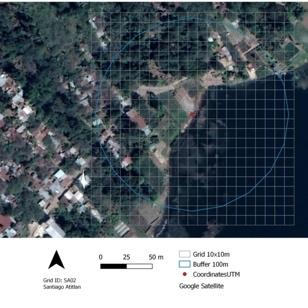 0 25 50 m
Grid ID: SA02
Santiago Atitlan
Grid 10x10m
Buffer 100m
CoordinatesUTM
Google Satellite